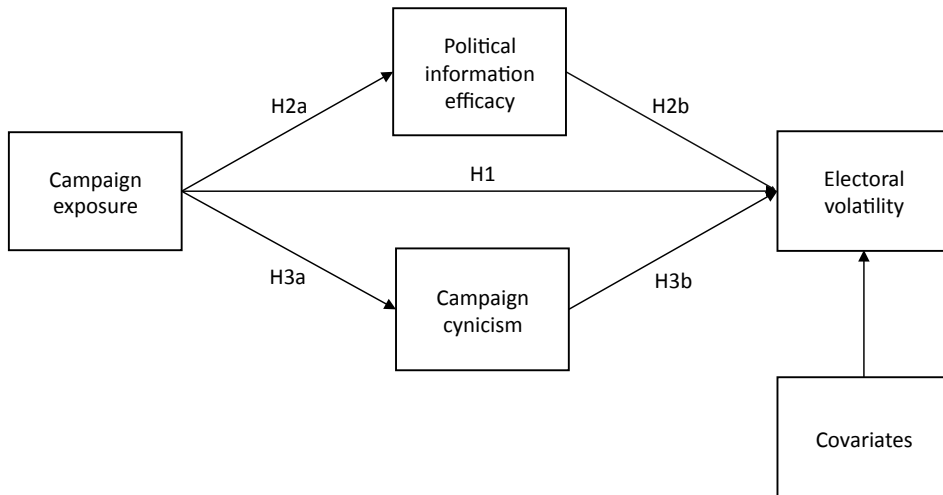 Political
information
efficacy
H2a
H2b
Campaign
exposure
H1
Electoral
volatility
H3a
H3b
Campaign
cynicism
Covariates